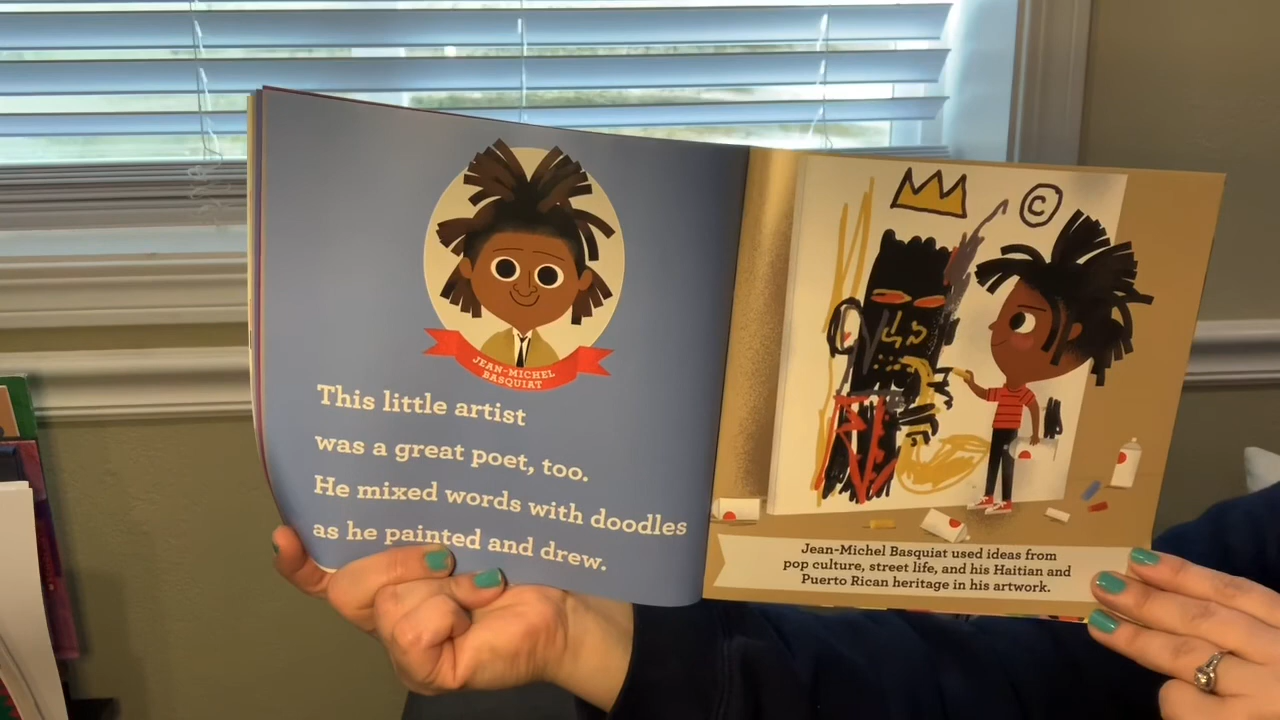 JEAN-MICHEL
BASQUIAT
This little artist
was a great poet, too.
He mixed words with doodles
as he painted and drew.
©
Jean-Michel Basquiat used ideas from
pop culture, street life, and his Haitian and
Puerto Rican heritage in his artwork.